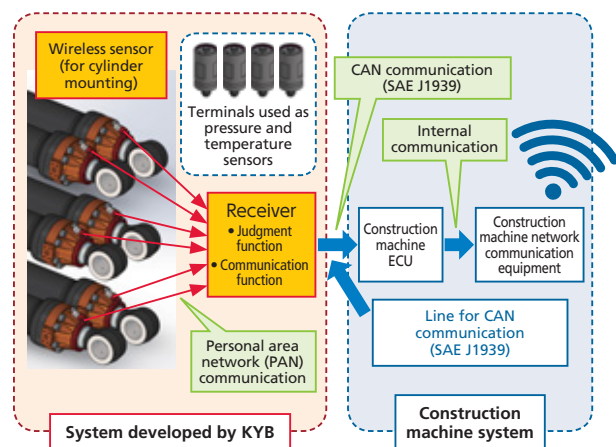 Wireless sensor
(for cylinder
mounting)
Terminals used as
pressure and
temperature
sensors
CAN communication
(SAE J1939)
Internal
communication
Receiver
• Judgment
function
• Communication
function
Construction
machine
ECU
Construction
machine network
communication
equipment
Personal area
network (PAN)
communication
Line for CAN
communication
(SAE J1939)
System developed by KYB
Construction
machine system